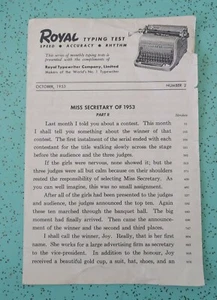 ROYAL TYPING TEST
SPEED • ACCURACY • RHYTHM
This series of monthly typing tests is
presented with the compliments of
Royal Typewriter Company, Limited
Makers of the World's No. 1 Typewriter
OCTOBER, 1953 NUMBER 2
MISS SECRETARY OF 1953
PART II
Strokes
Last month I told you about a contest. This month
I shall tell you something about the winner of that
contest. The first instalment of the serial ended with each
contestant for the title walking slowly across the stage
before the audience and the three judges.
If the girls were nervous, none showed it; but the
three judges were all but calm because on their shoulders
rested the responsibility of selecting Miss Secretary. As
you can well imagine, this was no small assignment.
After all of the girls had been presented to the judges
and audience, the judges announced the top ten. Again
these ten marched through the banquet hall. The big
moment had finally arrived. Then came the announce-
ment of the winner and the second and third places.
I shall call the winner, Joy. Really, that is her first
name. She works for a large advertising firm as secretary
to the vice-president. In addition to the honour, Joy
received a beautiful gold cup, a suit, hat, shoes, and an